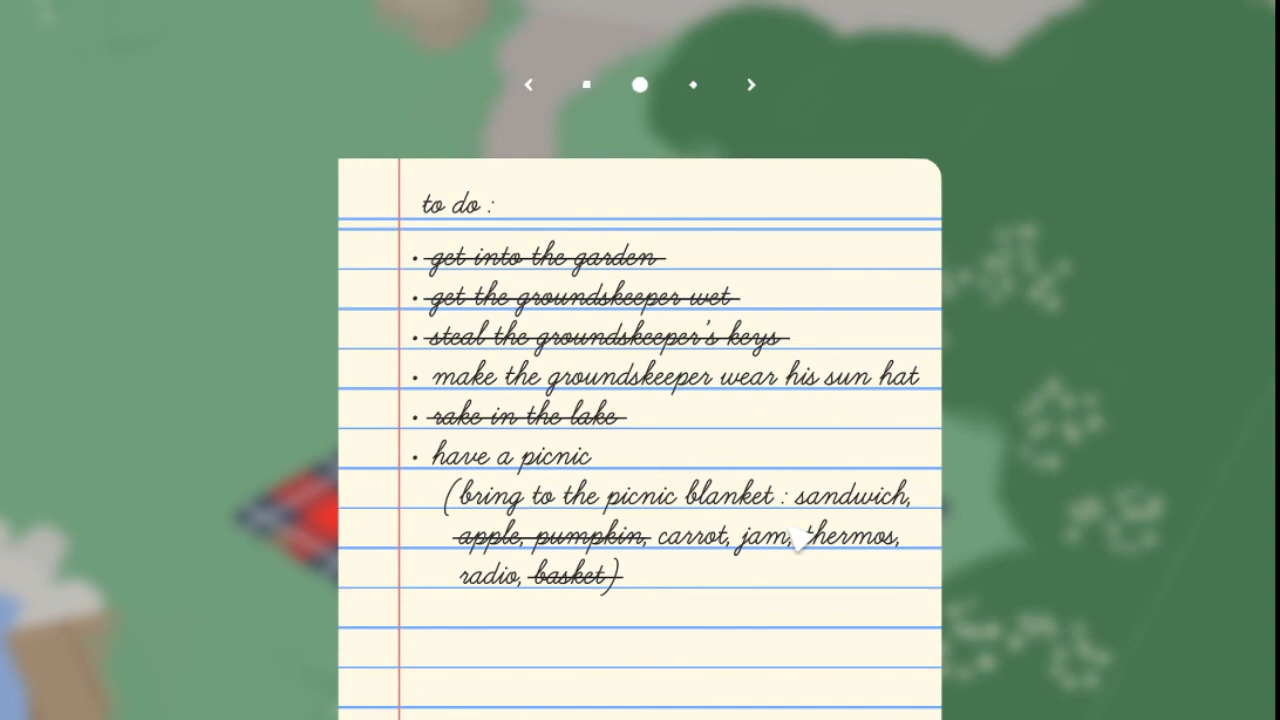 to do :
• get into the garden
• get the groundskeeper wet
• steal the groundskeeper's keys
• make the groundskeeper wear his sun hat
• rake in the lake
• have a picnic
(bring to the picnic blanket : sandwich,
apple, pumpkin, carrot, jam, thermos,
radio, basket)